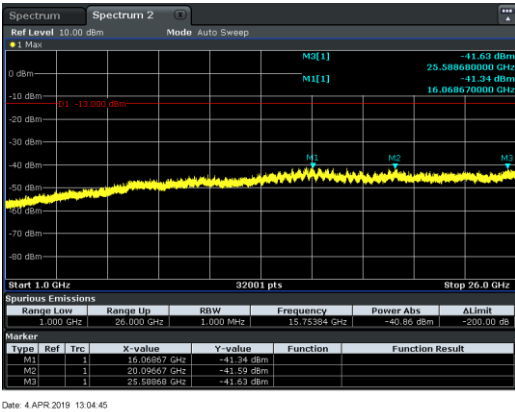 Spectrum Spectrum 2
Ref Level 10.00 dBm Mode Auto Sweep
1 Max
M3[1] -41.63 dBm
25.588680000 GHz
0 dBm
M1[1] -41.34 dBm
16.068670000 GHz
-10 dBm
D1 -13.000 dBm
-20 dBm
-30 dBm
-40 dBm
M1 M2 M3
-50 dBm
-60 dBm
-70 dBm
-80 dBm
Start 1.0 GHz 32001 pts Stop 26.0 GHz
Spurious Emissions
Range Low Range Up RBW Frequency Power Abs ΔLimit
1.000 GHz 26.000 GHz 1.000 MHz 15.75384 GHz -40.86 dBm -200.00 dB
Marker
Type Ref Trc X-value Y-value Function Function Result
M1 1 16.06867 GHz -41.34 dBm
M2 1 20.09667 GHz -41.59 dBm
M3 1 25.58868 GHz -41.63 dBm
Date: 4.APR.2019 13:04:45